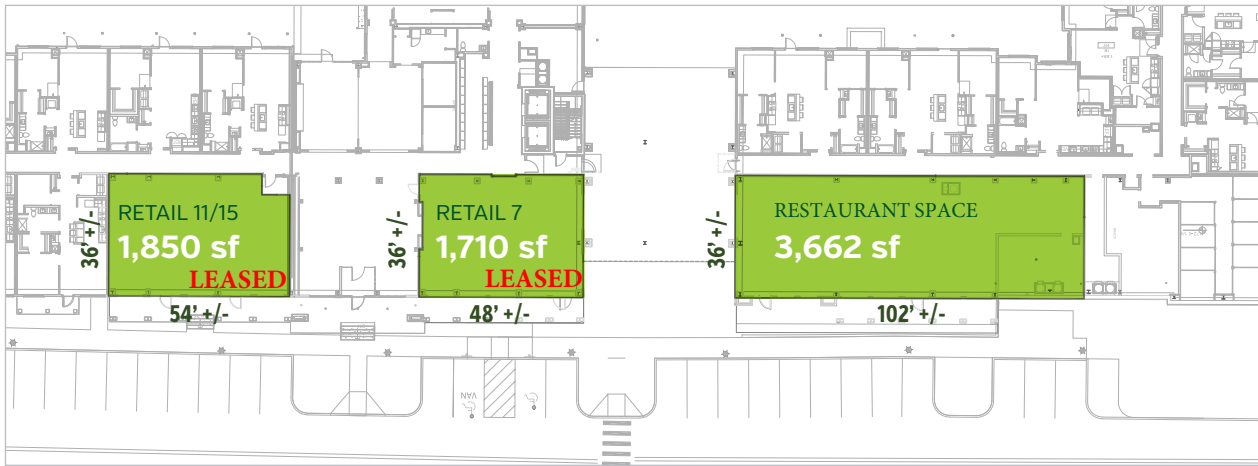 RETAIL 11/15
1,850 sf
LEASED
36' +/-
54' +/-
RETAIL 7
1,710 sf
LEASED
36' +/-
48' +/-
RESTAURANT SPACE
3,662 sf
36' +/-
102' +/-
VAN